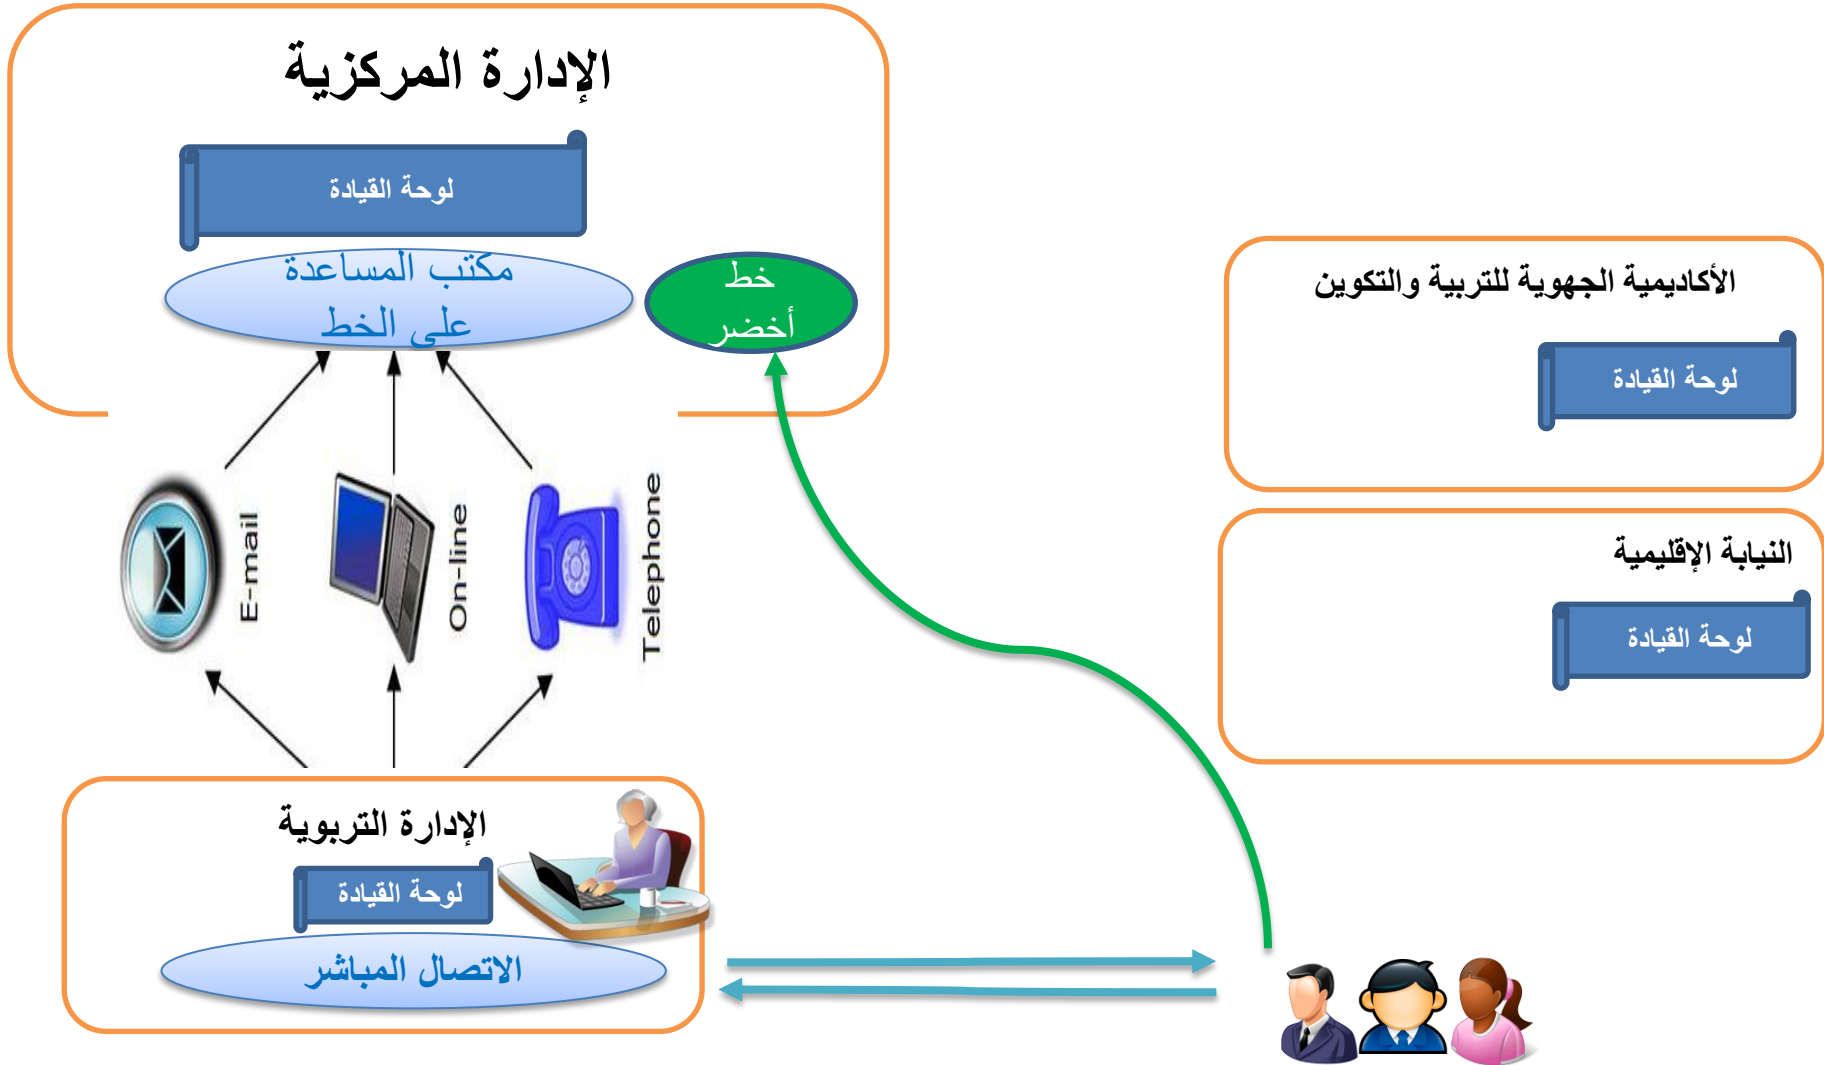 الإدارة المركزية
لوحة القيادة
مكتب المساعدة
على الخط
خط
أخضر
الأكاديمية الجهوية للتربية والتكوين
لوحة القيادة
النيابة الإقليمية
لوحة القيادة
E-mail
On-line
Telephone
الإدارة التربوية
لوحة القيادة
الاتصال المباشر